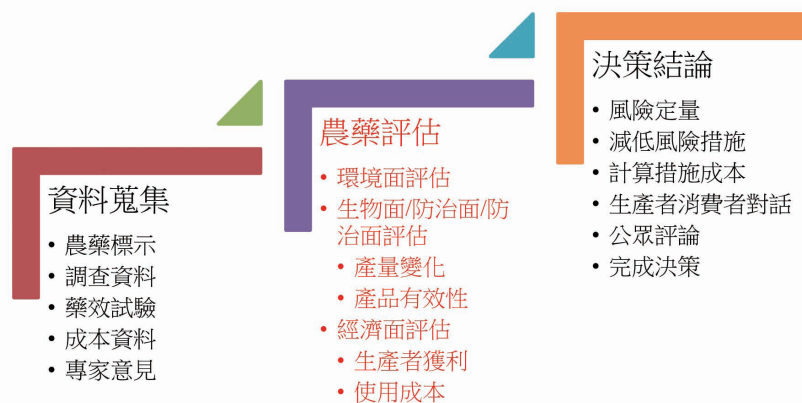 資料蒐集
• 農藥標示
• 調查資料
• 藥效試驗
• 成本資料
• 專家意見
農藥評估
• 環境面評估
• 生物面/防治面/防
治面評估
• 產量變化
• 產品有效性
• 經濟面評估
• 生產者獲利
• 使用成本
決策結論
• 風險定量
• 減低風險措施
• 計算措施成本
• 生產者消費者對話
• 公眾評論
• 完成決策